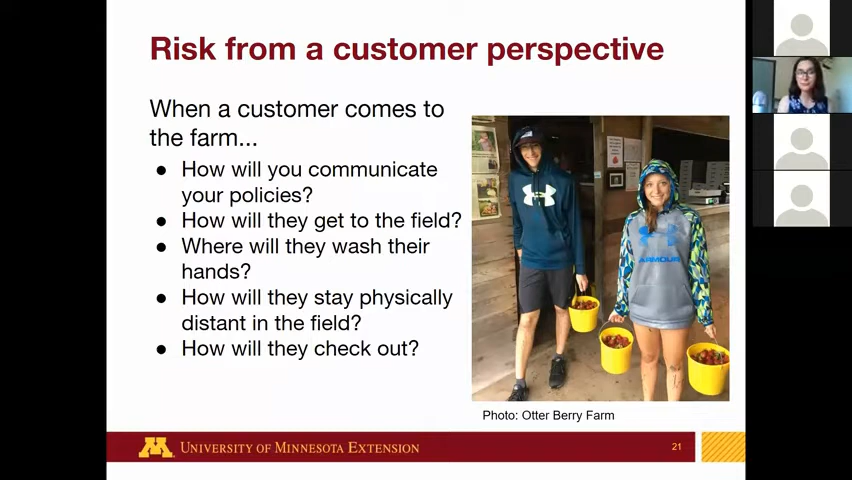 Risk from a customer perspective
When a customer comes to
the farm...
● How will you communicate
your policies?
● How will they get to the field?
● Where will they wash their
hands?
● How will they stay physically
distant in the field?
● How will they check out?
ARMOUR
Photo: Otter Berry Farm
M UNIVERSITY OF MINNESOTA EXTENSION
21